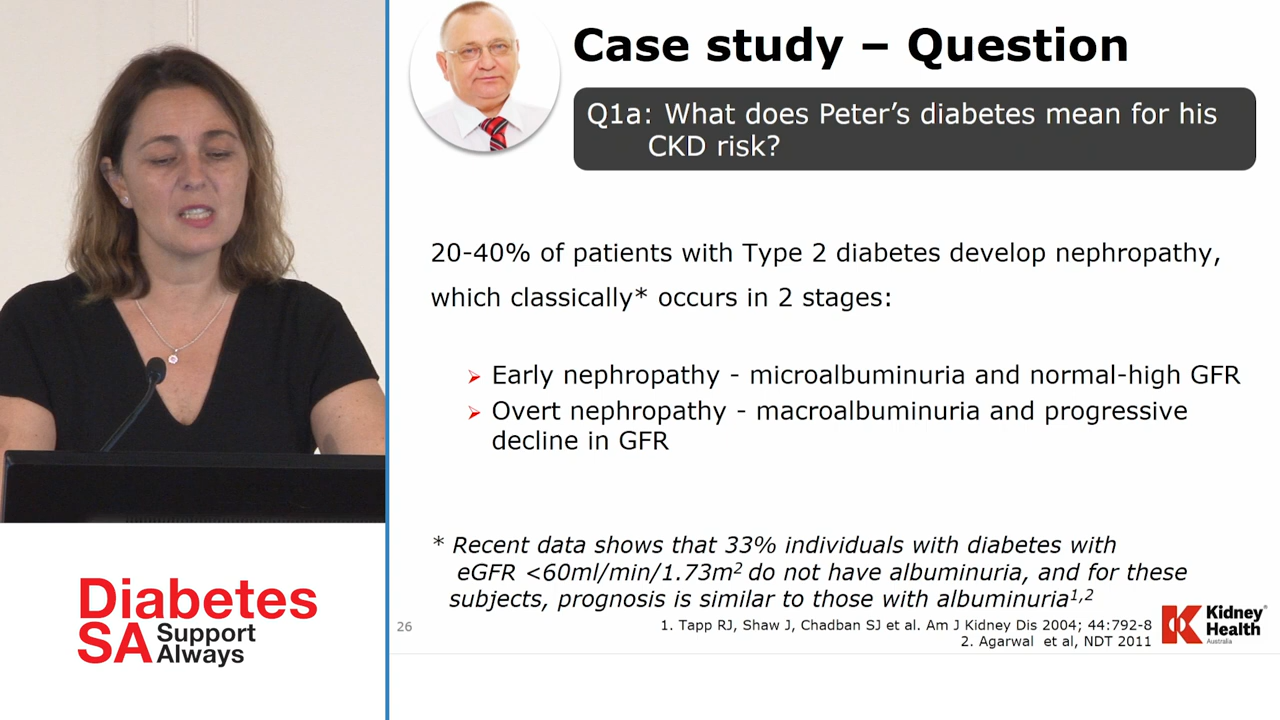 Case study – Question
Q1a: What does Peter's diabetes mean for his
CKD risk?
20-40% of patients with Type 2 diabetes develop nephropathy,
which classically* occurs in 2 stages:
Early nephropathy - microalbuminuria and normal-high GFR
Overt nephropathy - macroalbuminuria and progressive
decline in GFR
* Recent data shows that 33% individuals with diabetes with
eGFR <60ml/min/1.73m² do not have albuminuria, and for these
subjects, prognosis is similar to those with albuminuria¹,²
26
1. Tapp RJ, Shaw J, Chadban SJ et al. Am J Kidney Dis 2004; 44:792-8
2. Agarwal et al, NDT 2011
Kidney
Health
Australia
Diabetes
SA Support
Always